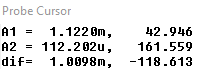 Probe Cursor
A1 = 1.1220m, 42.946
A2 = 112.202u, 161.559
dif= 1.0098m, -118.613